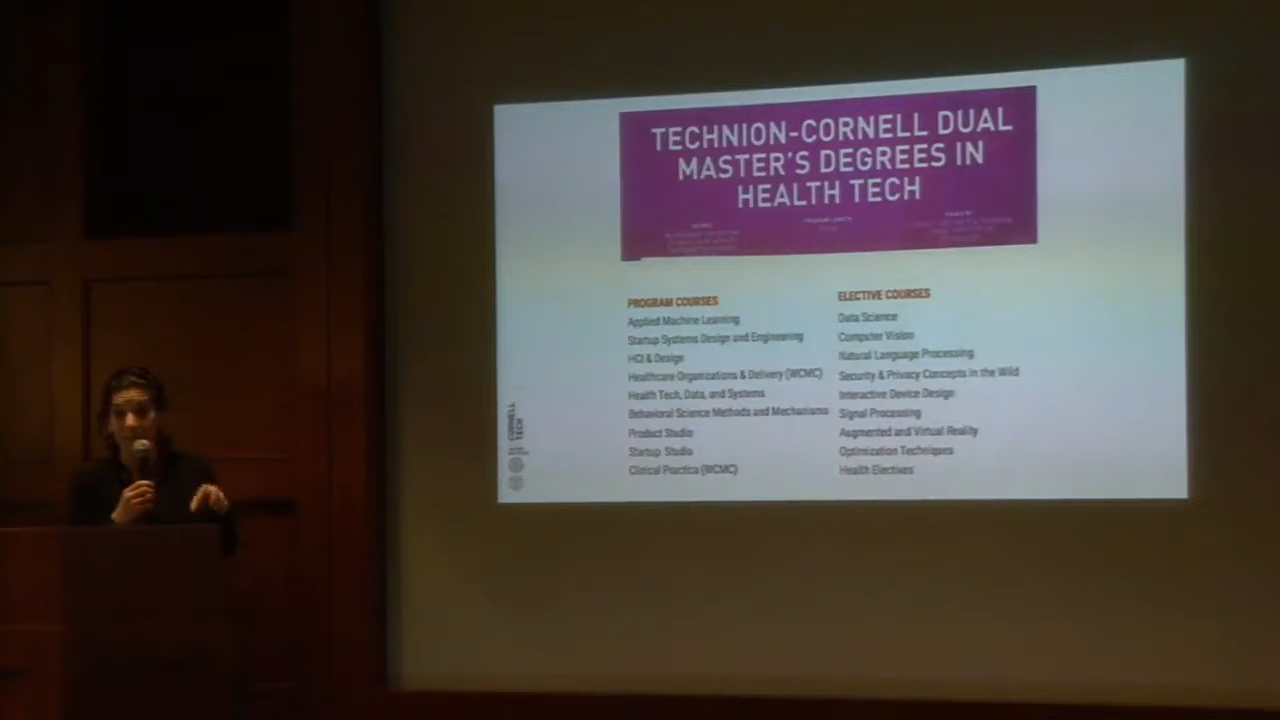 TECHNION-CORNELL DUAL
MASTER'S DEGREES IN
HEALTH TECH
PROGRAM COURSES
Applied Machine Learning
Startup Systems Design and Engineering
HCI & Design
Healthcare Organizations & Delivery (WCMC)
Health Tech, Data, and Systems
Behavioral Science Methods and Mechanisms
Product Studio
Startup Studio
Clinical Practica (WCMC)
ELECTIVE COURSES
Data Science
Computer Vision
Natural Language Processing
Security & Privacy Concepts in the Wild
Interactive Device Design
Signal Processing
Augmented and Virtual Reality
Optimization Techniques
Health Electives
CORNELL
TECH